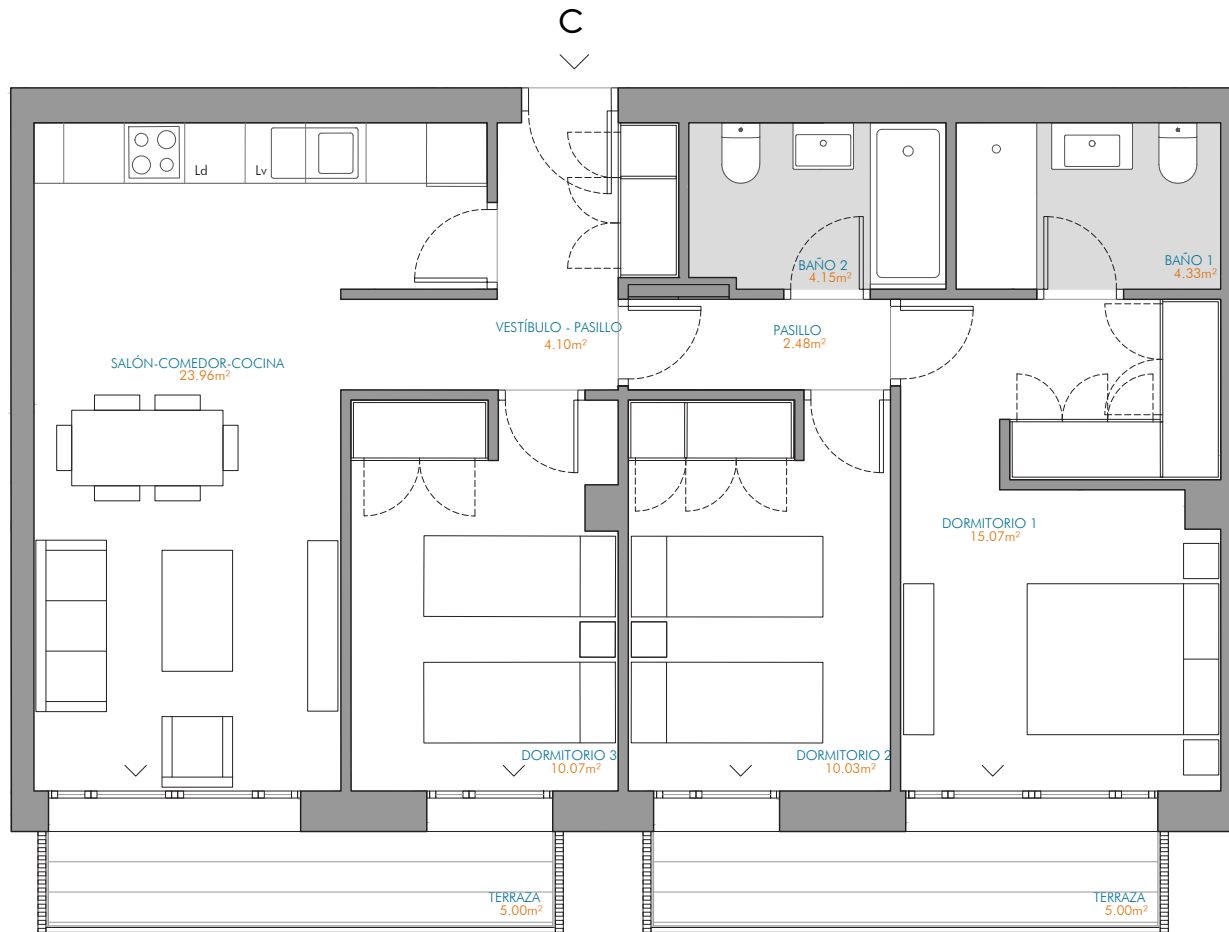 C
Ld
Lv
BAÑO 2
4.15m²
BAÑO 1
4.33m²
VESTÍBULO - PASILLO
4.10m²
PASILLO
2.48m²
SALÓN-COMEDOR-COCINA
23.96m²
DORMITORIO 1
15.07m²
DORMITORIO 3
10.07m²
DORMITORIO 2
10.03m²
TERRAZA
5.00m²
TERRAZA
5.00m²